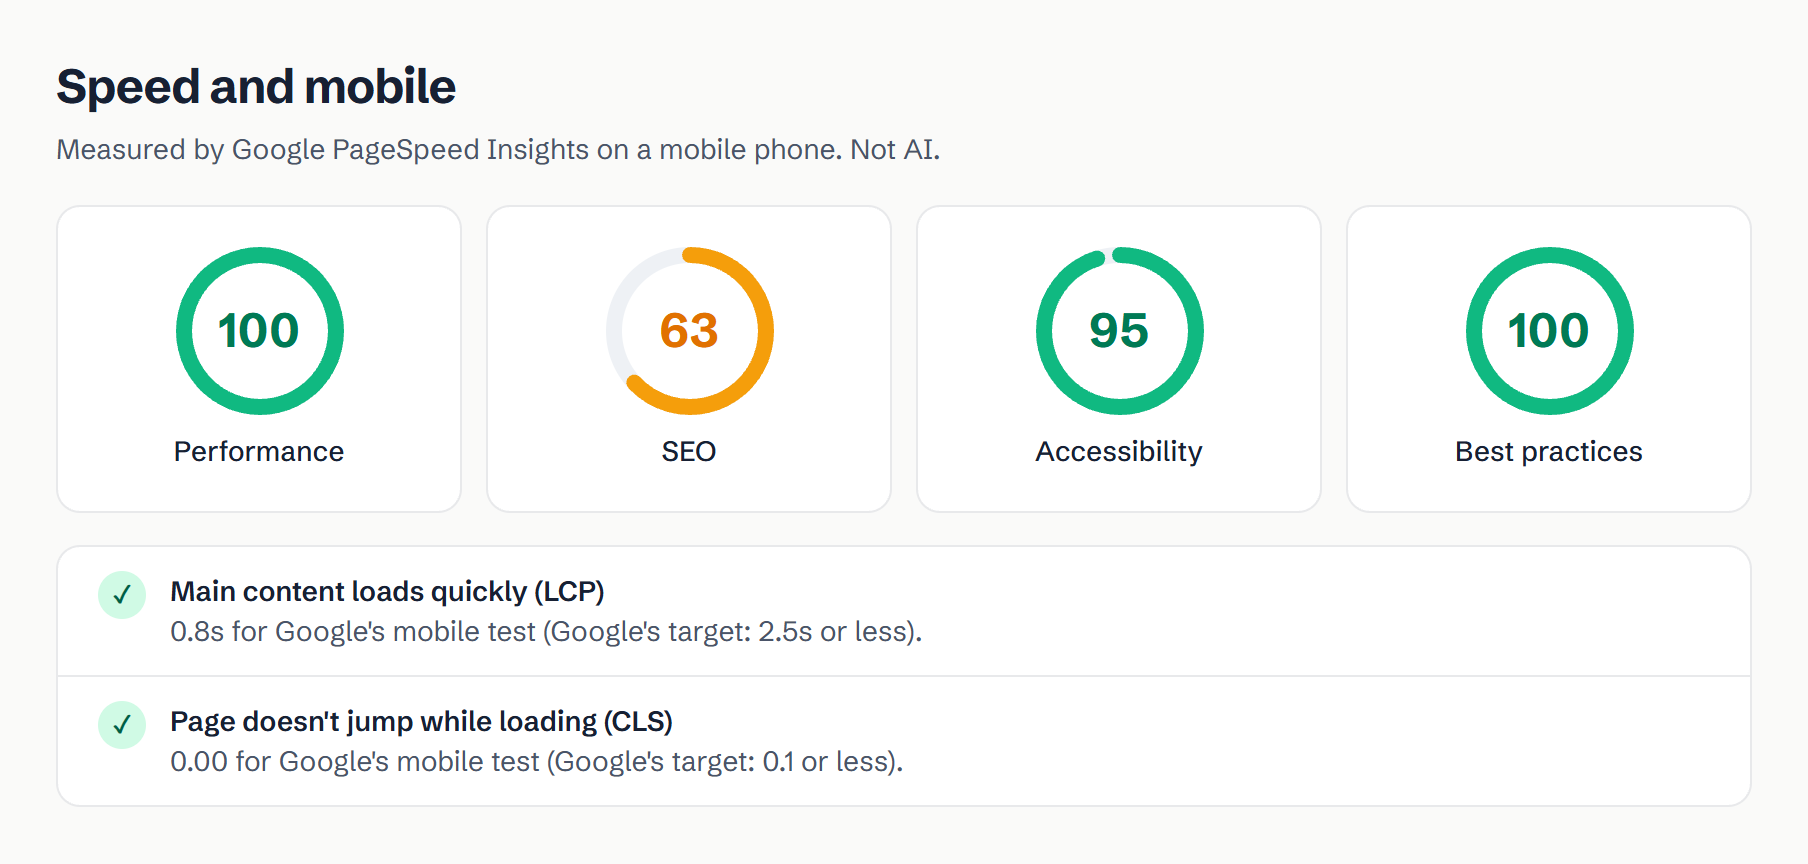 Speed and mobile
Measured by Google PageSpeed Insights on a mobile phone. Not AI.
100
Performance
63
SEO
95
Accessibility
100
Best practices
✓ Main content loads quickly (LCP)
0.8s for Google's mobile test (Google's target: 2.5s or less).
✓ Page doesn't jump while loading (CLS)
0.00 for Google's mobile test (Google's target: 0.1 or less).